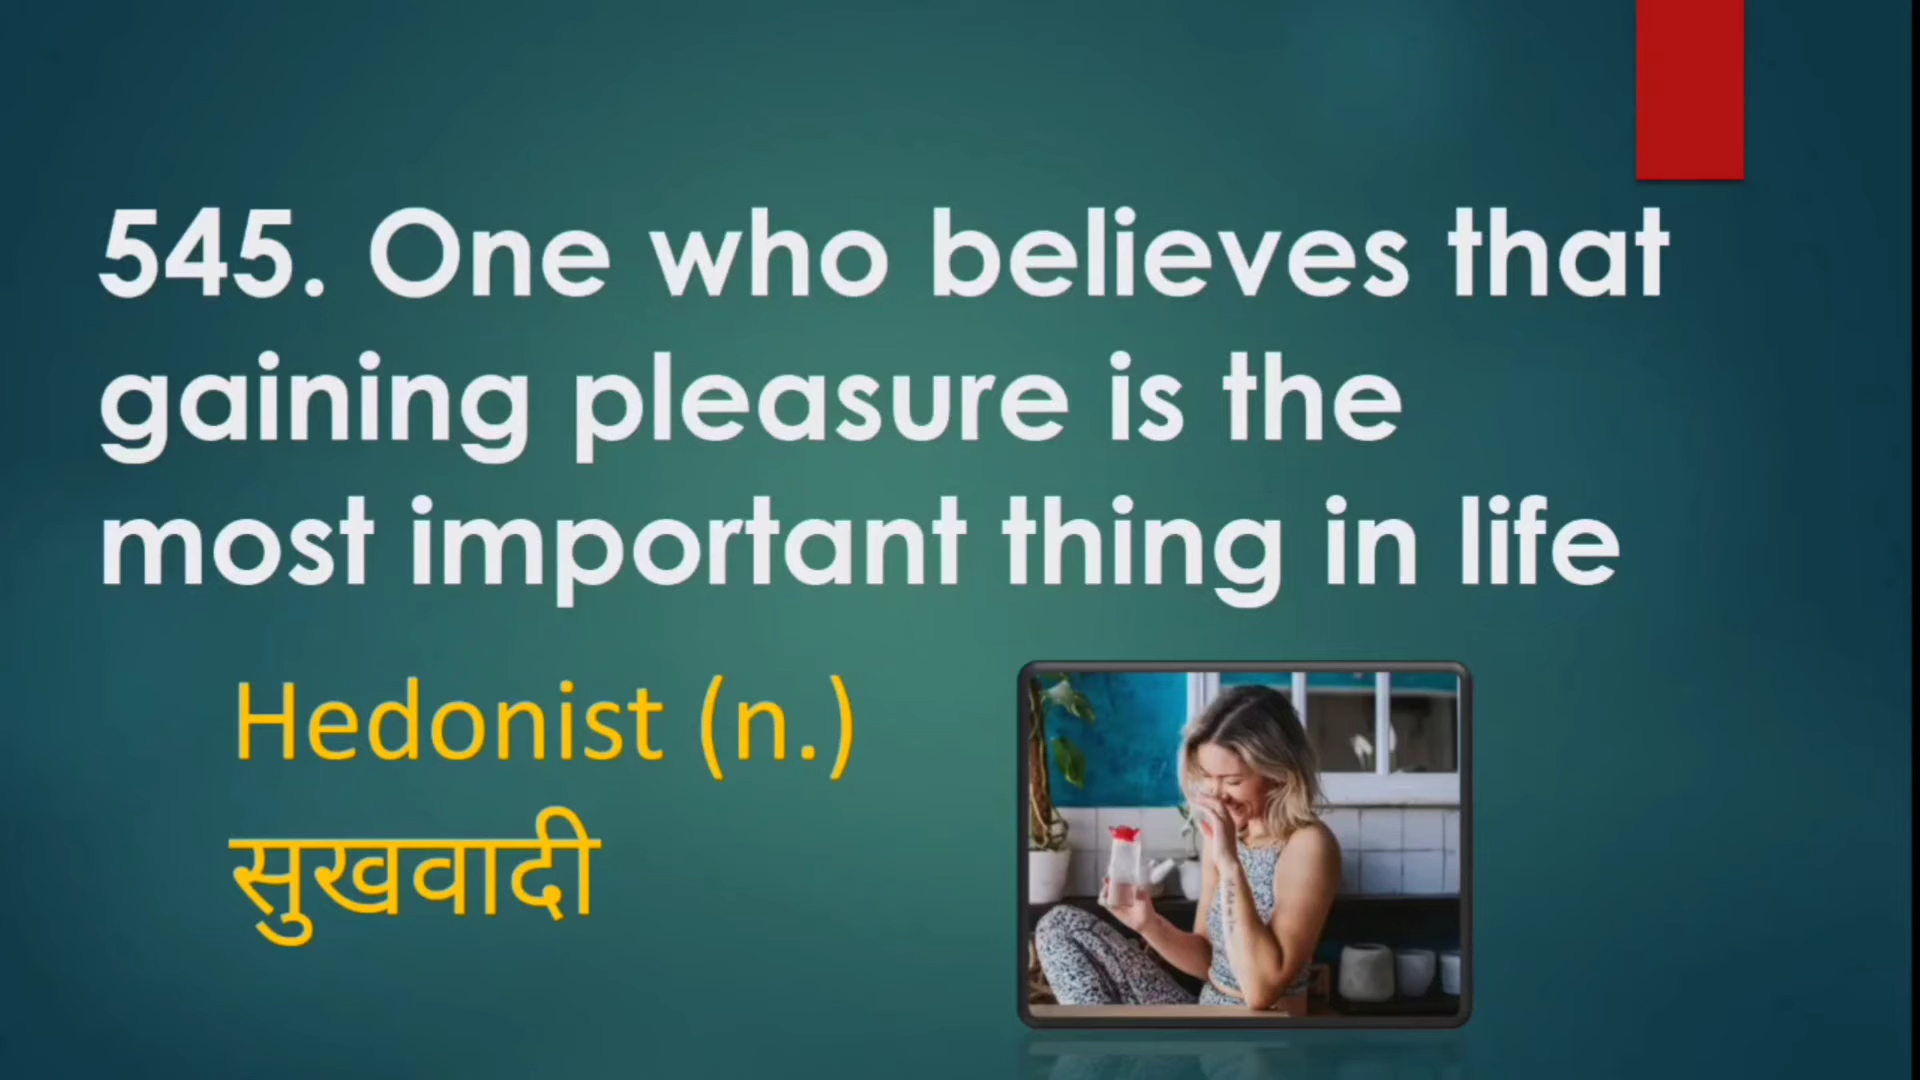 545. One who believes that
gaining pleasure is the
most important thing in life
Hedonist (n.)
सुखवादी